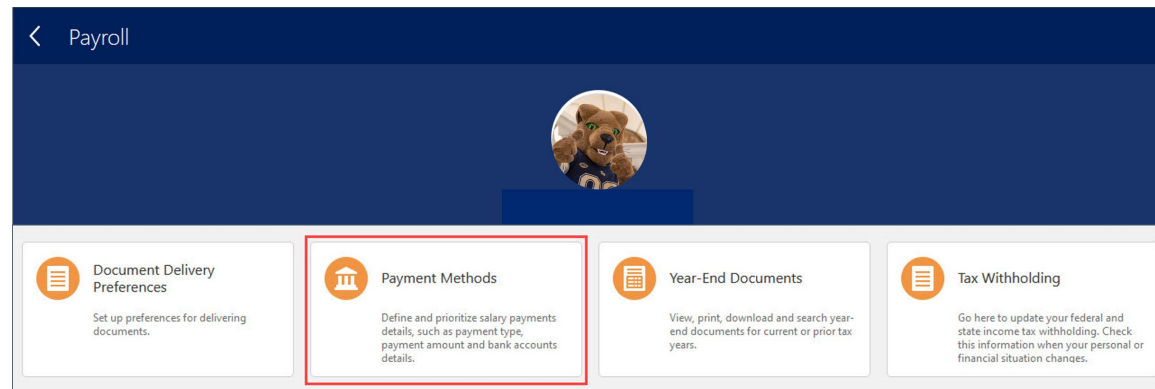 Payroll
Document Delivery
Preferences
Set up preferences for delivering
documents.
Payment Methods
Define and prioritize salary payments
details, such as payment type,
payment amount and bank accounts
details.
Year-End Documents
View, print, download and search year-
end documents for current or prior tax
years.
Tax Withholding
Go here to update your federal and
state income tax withholding. Check
this information when your personal or
financial situation changes.